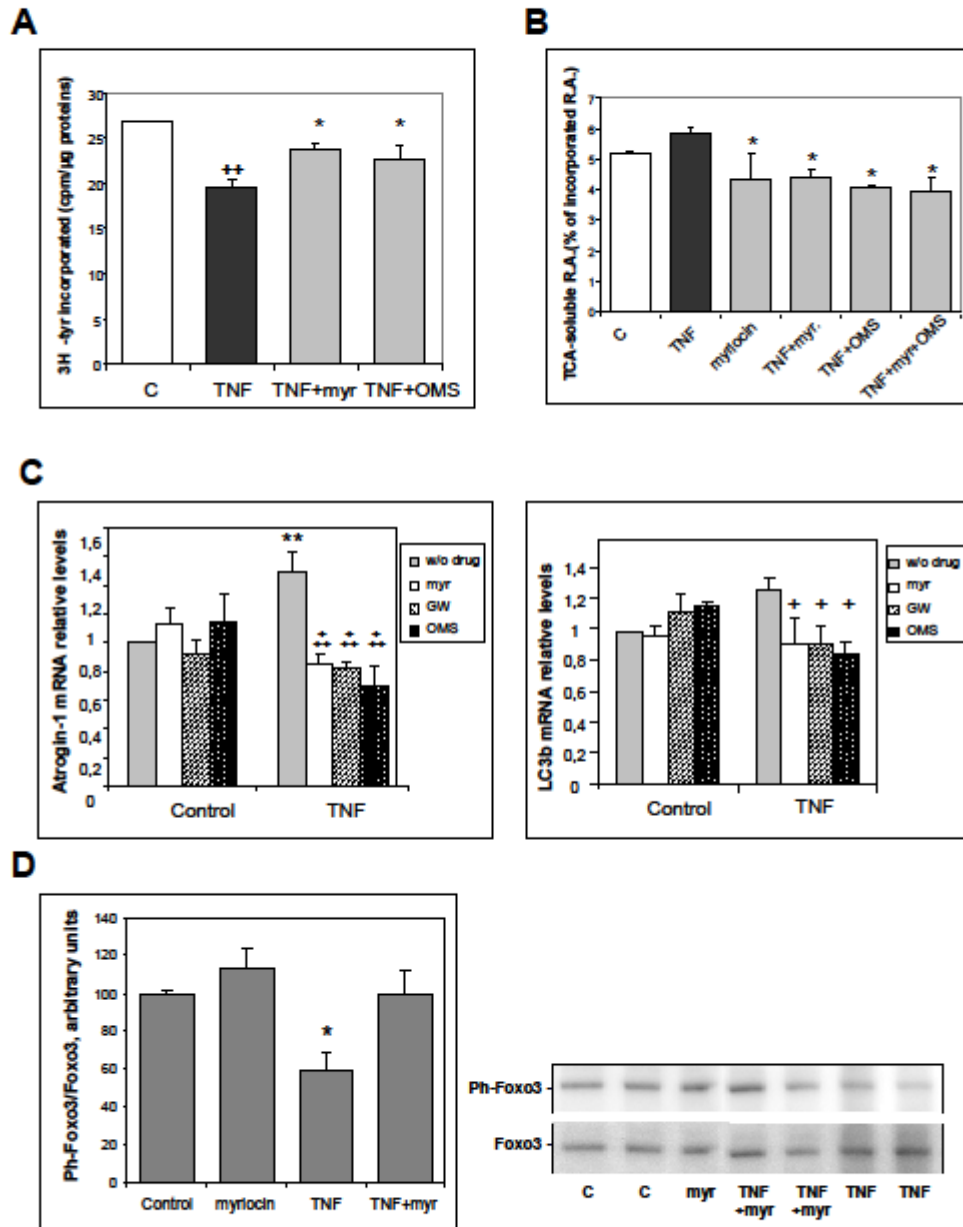 A
3H -tyr incorporated (cpm/µg proteins)
30
25
20
15
10
5
0
++
*
*
C
TNF
TNF+myr
TNF+OMS
B
TCA-soluble R.A.(% of incorporated R.A.)
7
6
5
4
3
2
1
0
*
*
*
*
C
TNF
myriocin
TNF+myr.
TNF+OMS
TNF+myr+OMS
C
Atrogin-1 mRNA relative levels
1,6
1,4
1,2
1
0,8
0,6
0,4
0,2
0
**
+
++
+
++
+
++
Control
TNF
w/o drug
myr
GW
OMS
LC3b mRNA relative levels
1,4
1,2
1
0,8
0,6
0,4
0,2
0
+
+
+
Control
TNF
w/o drug
myr
GW
OMS
D
Ph-Foxo3/Foxo3, arbitrary units
140
120
100
80
60
40
20
0
*
Control
myriocin
TNF
TNF+myr
Ph-Foxo3
Foxo3
C
C
myr
TNF
+myr
TNF
+myr
TNF
TNF